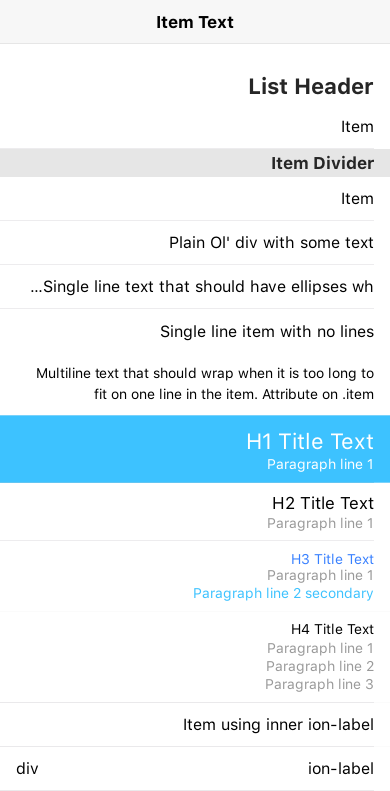 Item Text
List Header
Item
Item Divider
Item
Plain Ol' div with some text
...Single line text that should have ellipses wh
Single line item with no lines
Multiline text that should wrap when it is too long to
fit on one line in the item. Attribute on .item
H1 Title Text
Paragraph line 1
H2 Title Text
Paragraph line 1
H3 Title Text
Paragraph line 1
Paragraph line 2 secondary
H4 Title Text
Paragraph line 1
Paragraph line 2
Paragraph line 3
Item using inner ion-label
div ion-label